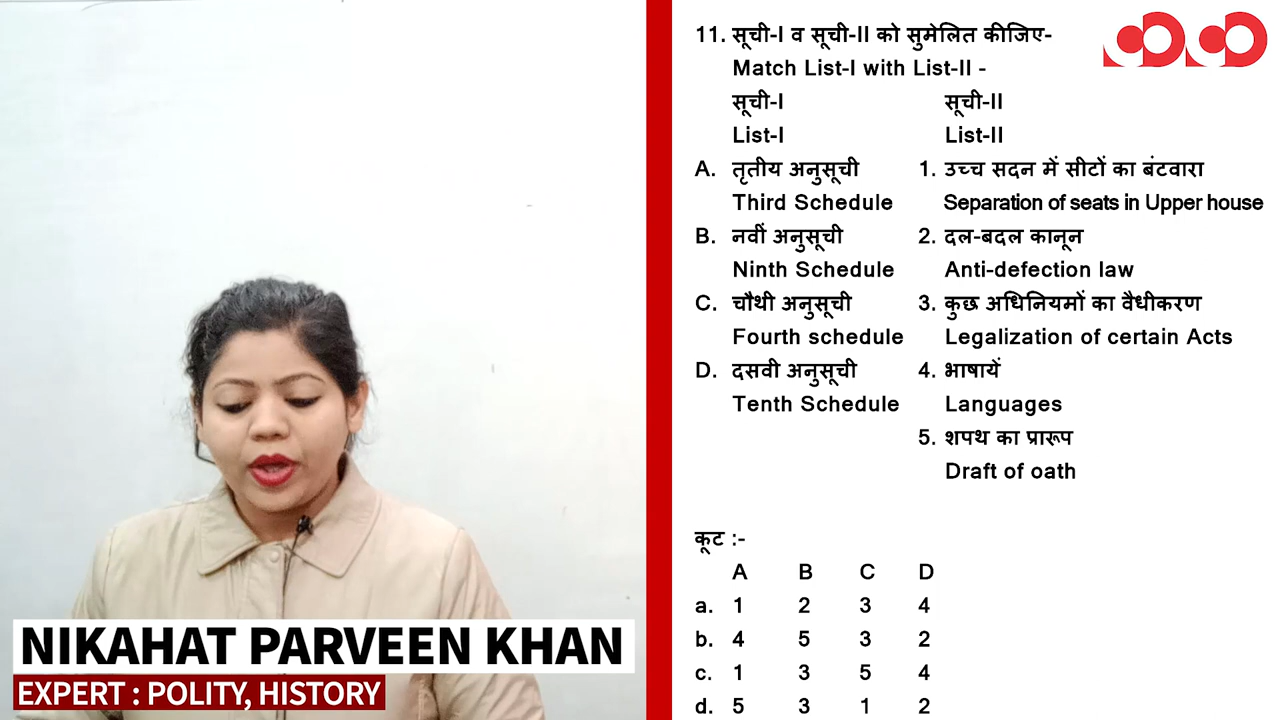 11. सूची-I व सूची-II को सुमेलित कीजिए-
Match List-I with List-II -
सूची-I सूची-II
List-I List-II
A. तृतीय अनुसूची 1. उच्च सदन में सीटों का बंटवारा
Third Schedule Separation of seats in Upper house
B. नवीं अनुसूची 2. दल-बदल कानून
Ninth Schedule Anti-defection law
C. चौथी अनुसूची 3. कुछ अधिनियमों का वैधीकरण
Fourth schedule Legalization of certain Acts
D. दसवी अनुसूची 4. भाषायें
Tenth Schedule Languages
5. शपथ का प्रारूप
Draft of oath
कूट :-
A B C D
a. 1 2 3 4
b. 4 5 3 2
c. 1 3 5 4
d. 5 3 1 2
NIKAHAT PARVEEN KHAN
EXPERT : POLITY, HISTORY